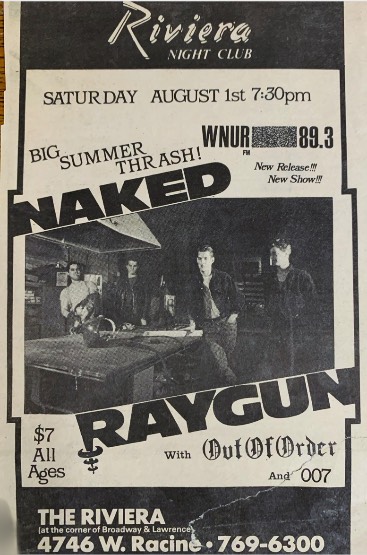 Riviera
NIGHT CLUB
SATURDAY AUGUST 1st 7:30pm
WNUR 89.3
FM
BIG SUMMER THRASH!
New Release!!!
New Show!!!
NAKED
RAYGUN
$7
All
Ages
With Out Of Order
And 007
THE RIVIERA
(at the corner of Broadway & Lawrence)
4746 W. Racine • 769-6300